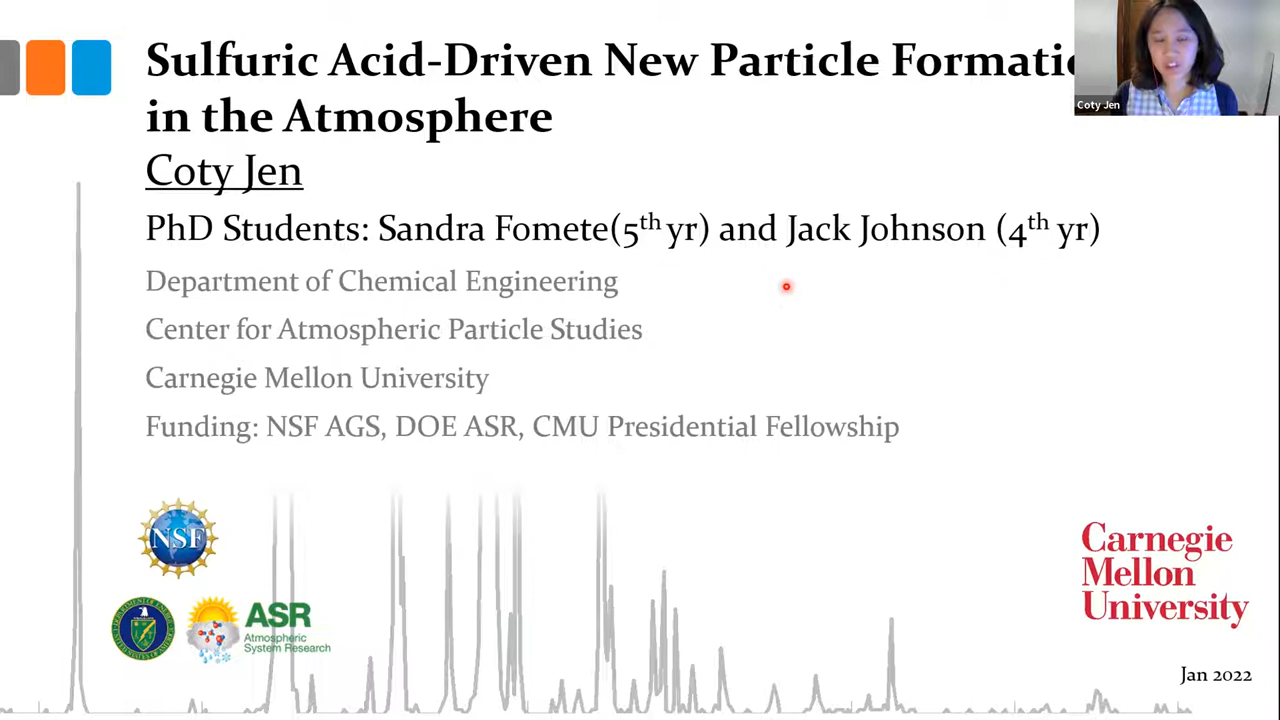 Sulfuric Acid-Driven New Particle Formatio
in the Atmosphere
Coty Jen
Coty Jen
PhD Students: Sandra Fomete(5th yr) and Jack Johnson (4th yr)
Department of Chemical Engineering
Center for Atmospheric Particle Studies
Carnegie Mellon University
Funding: NSF AGS, DOE ASR, CMU Presidential Fellowship
NSF
ASR
Atmospheric
System Research
Carnegie
Mellon
University
Jan 2022